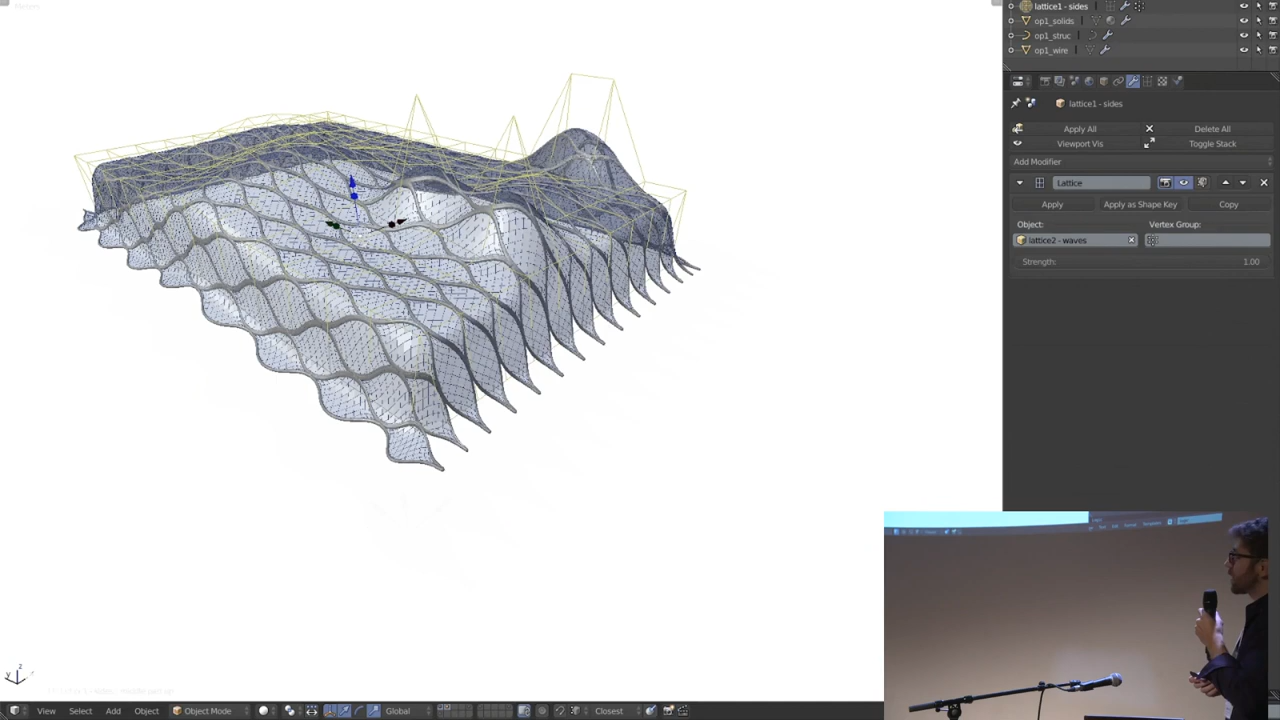 lattice1 - sides
op1_solids
op1_struc
op1_wire
lattice1 - sides
Apply All
Delete All
Viewport Vis
Toggle Stack
Add Modifier
Lattice
Apply
Apply as Shape Key
Copy
Object:
Vertex Group:
lattice2 - waves
Strength:
1.00
z
y
View
Select
Add
Object
Object Mode
Global
Closest